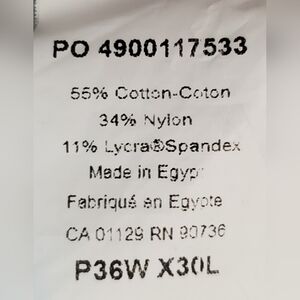 PO 4900117533
55% Cotton-Coton
34% Nylon
11% Lycra®Spandex
Made in Egypt
Fabriqué en Egypte
CA 01129 RN 90736
P36W X30L